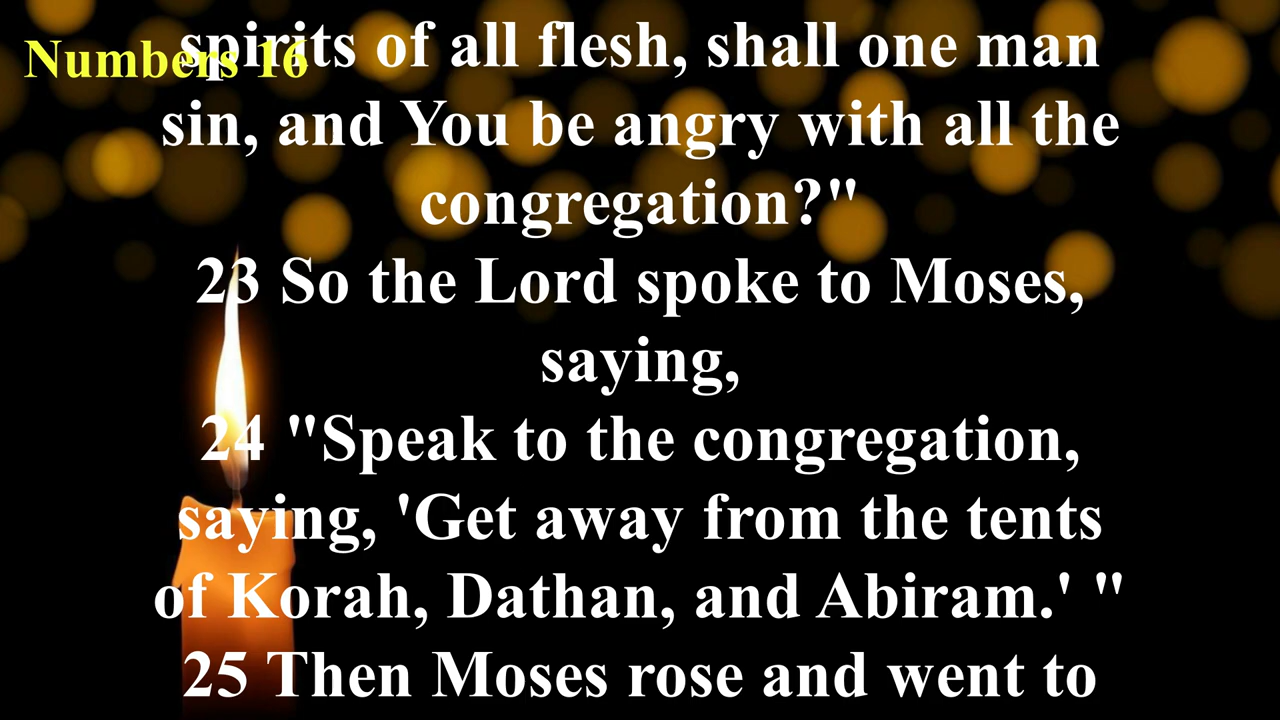 Numbers 16
spirits of all flesh, shall one man
sin, and You be angry with all the
congregation?"
23 So the Lord spoke to Moses,
saying,
24 "Speak to the congregation,
saying, 'Get away from the tents
of Korah, Dathan, and Abiram.' "
25 Then Moses rose and went to